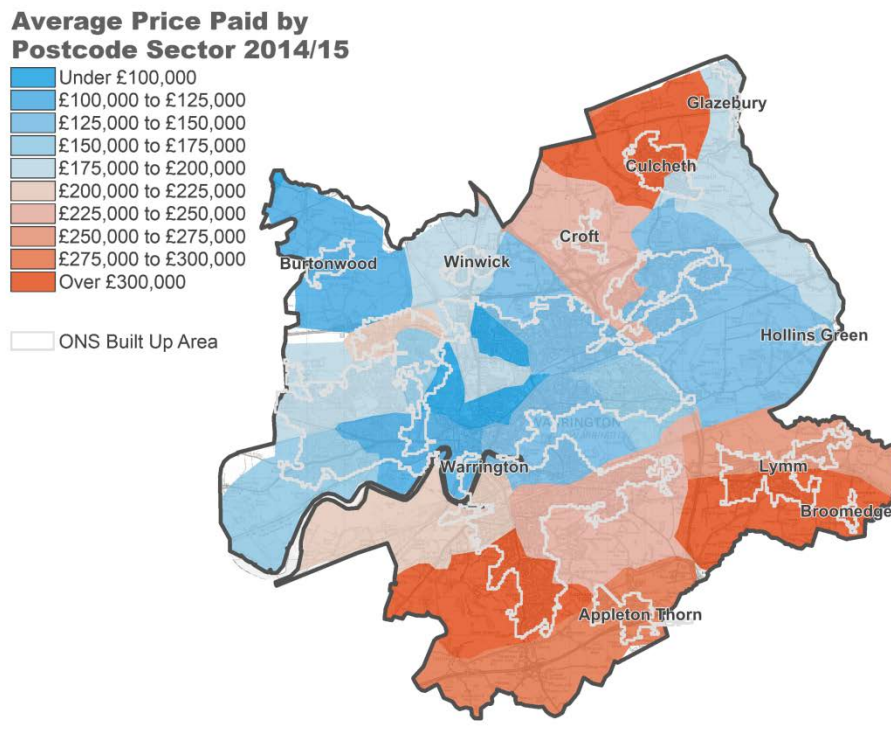 Average Price Paid by
Postcode Sector 2014/15
Under £100,000
£100,000 to £125,000
£125,000 to £150,000
£150,000 to £175,000
£175,000 to £200,000
£200,000 to £225,000
£225,000 to £250,000
£250,000 to £275,000
£275,000 to £300,000
Over £300,000
ONS Built Up Area
Glazebury
Culcheth
Croft
Burtonwood
Winwick
Hollins Green
WARRINGTON
Warrington
Lymm
Broomedge
Appleton Thorn